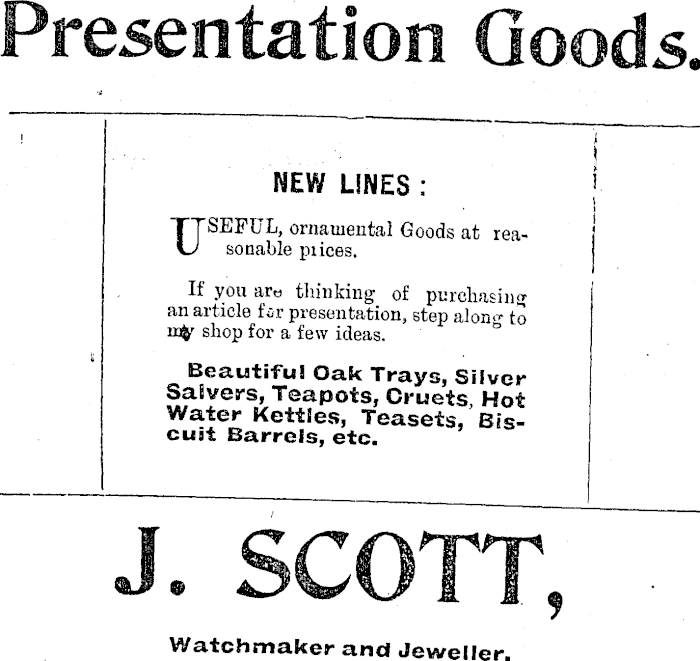 Presentation Goods.
NEW LINES :
USEFUL, ornamental Goods at rea-
sonable prices.
If you are thinking of purchasing
an article for presentation, step along to
my shop for a few ideas.
Beautiful Oak Trays, Silver
Salvers, Teapots, Cruets, Hot
Water Kettles, Teasets, Bis-
cuit Barrels, etc.
J. SCOTT,
Watchmaker and Jeweller.